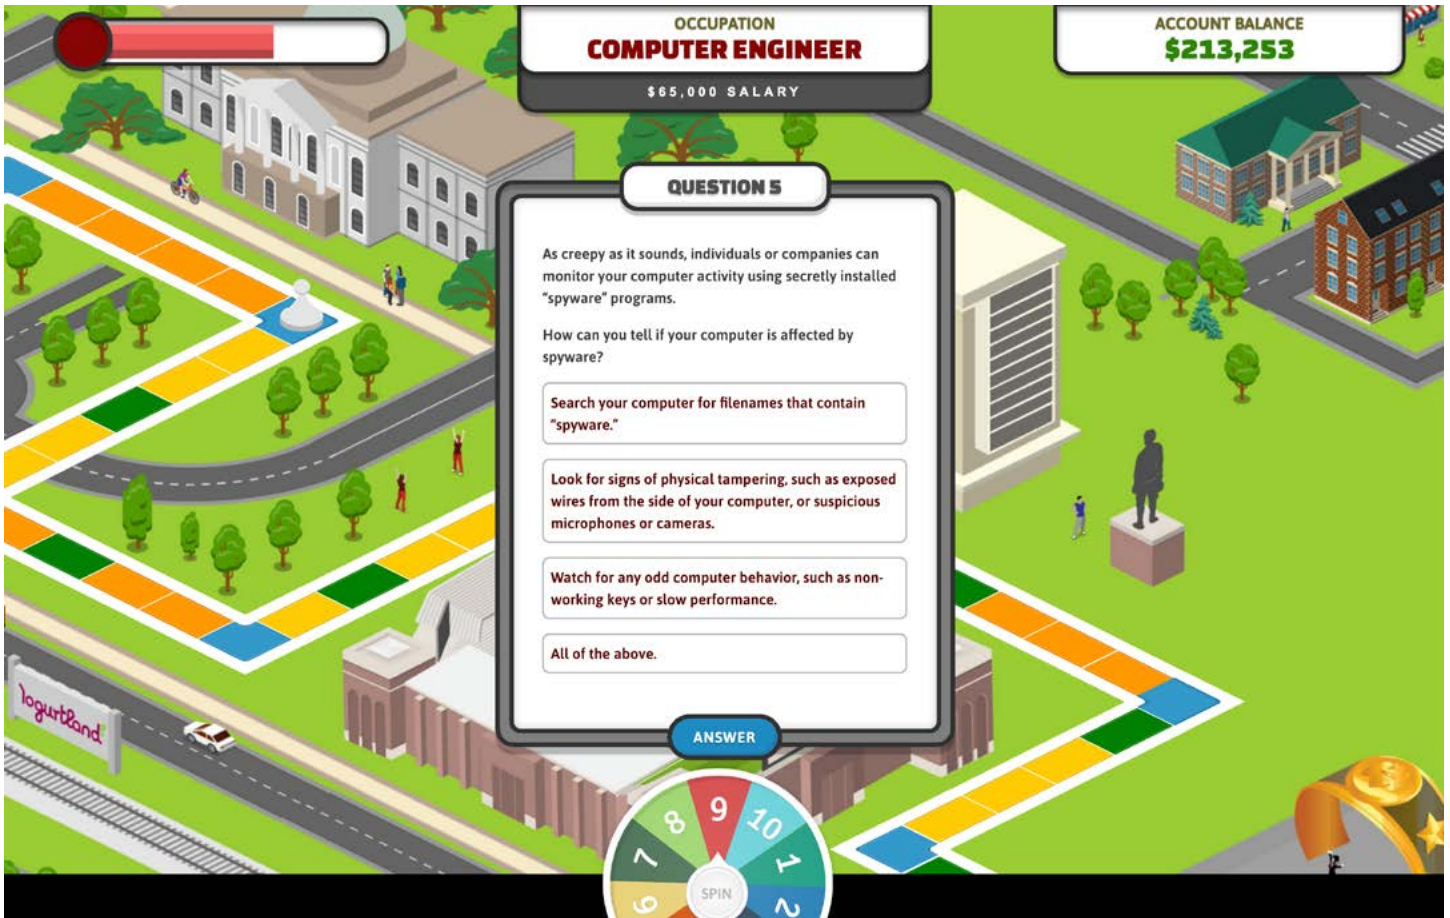 OCCUPATION
COMPUTER ENGINEER
$65,000 SALARY
ACCOUNT BALANCE
$213,253
QUESTION 5
As creepy as it sounds, individuals or companies can
monitor your computer activity using secretly installed
"spyware" programs.
How can you tell if your computer is affected by
spyware?
Search your computer for filenames that contain
"spyware."
Look for signs of physical tampering, such as exposed
wires from the side of your computer, or suspicious
microphones or cameras.
Watch for any odd computer behavior, such as non-
working keys or slow performance.
All of the above.
ANSWER
Yogurtland
8 9 10
7 1
6 SPIN 2